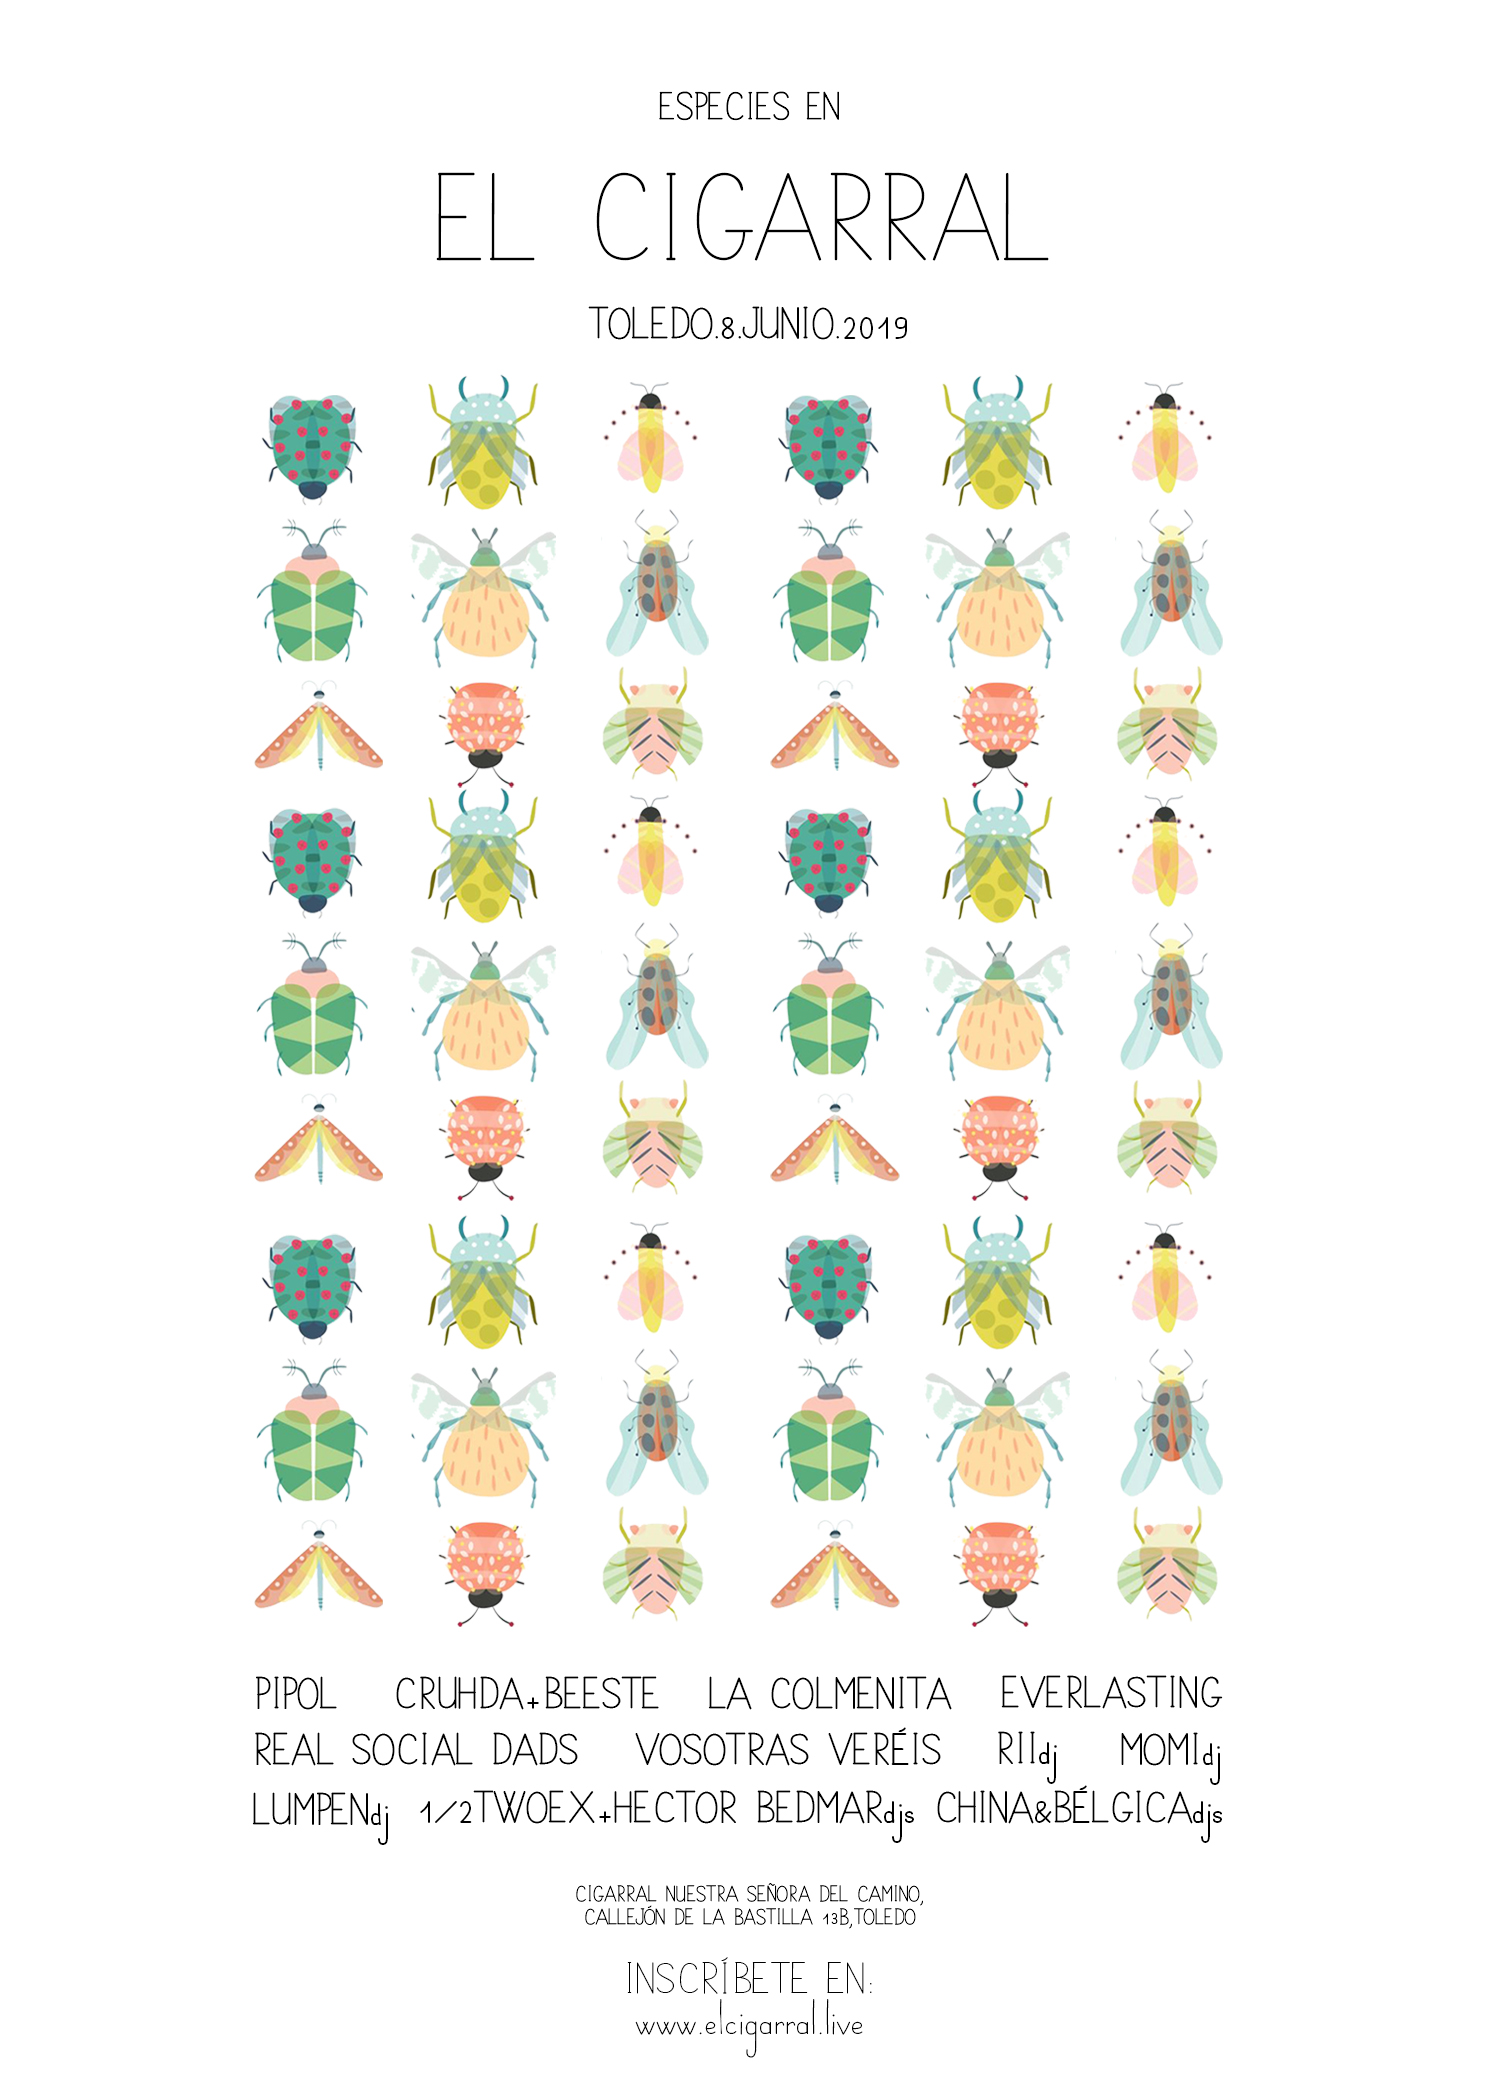 ESPECIES EN
EL CIGARRAL
TOLEDO.8.JUNIO.2019
PIPOL CRUHDA+BEESTE LA COLMENITA EVERLASTING
REAL SOCIAL DADS VOSOTRAS VERÉIS RIIdj MOMIdj
LUMPENdj 1/2TWOEX+HECTOR BEDMARdjs CHINA&BÉLGICAdjs
CIGARRAL NUESTRA SEÑORA DEL CAMINO,
CALLEJÓN DE LA BASTILLA 13B,TOLEDO
INSCRÍBETE EN:
www.elcigarral.live